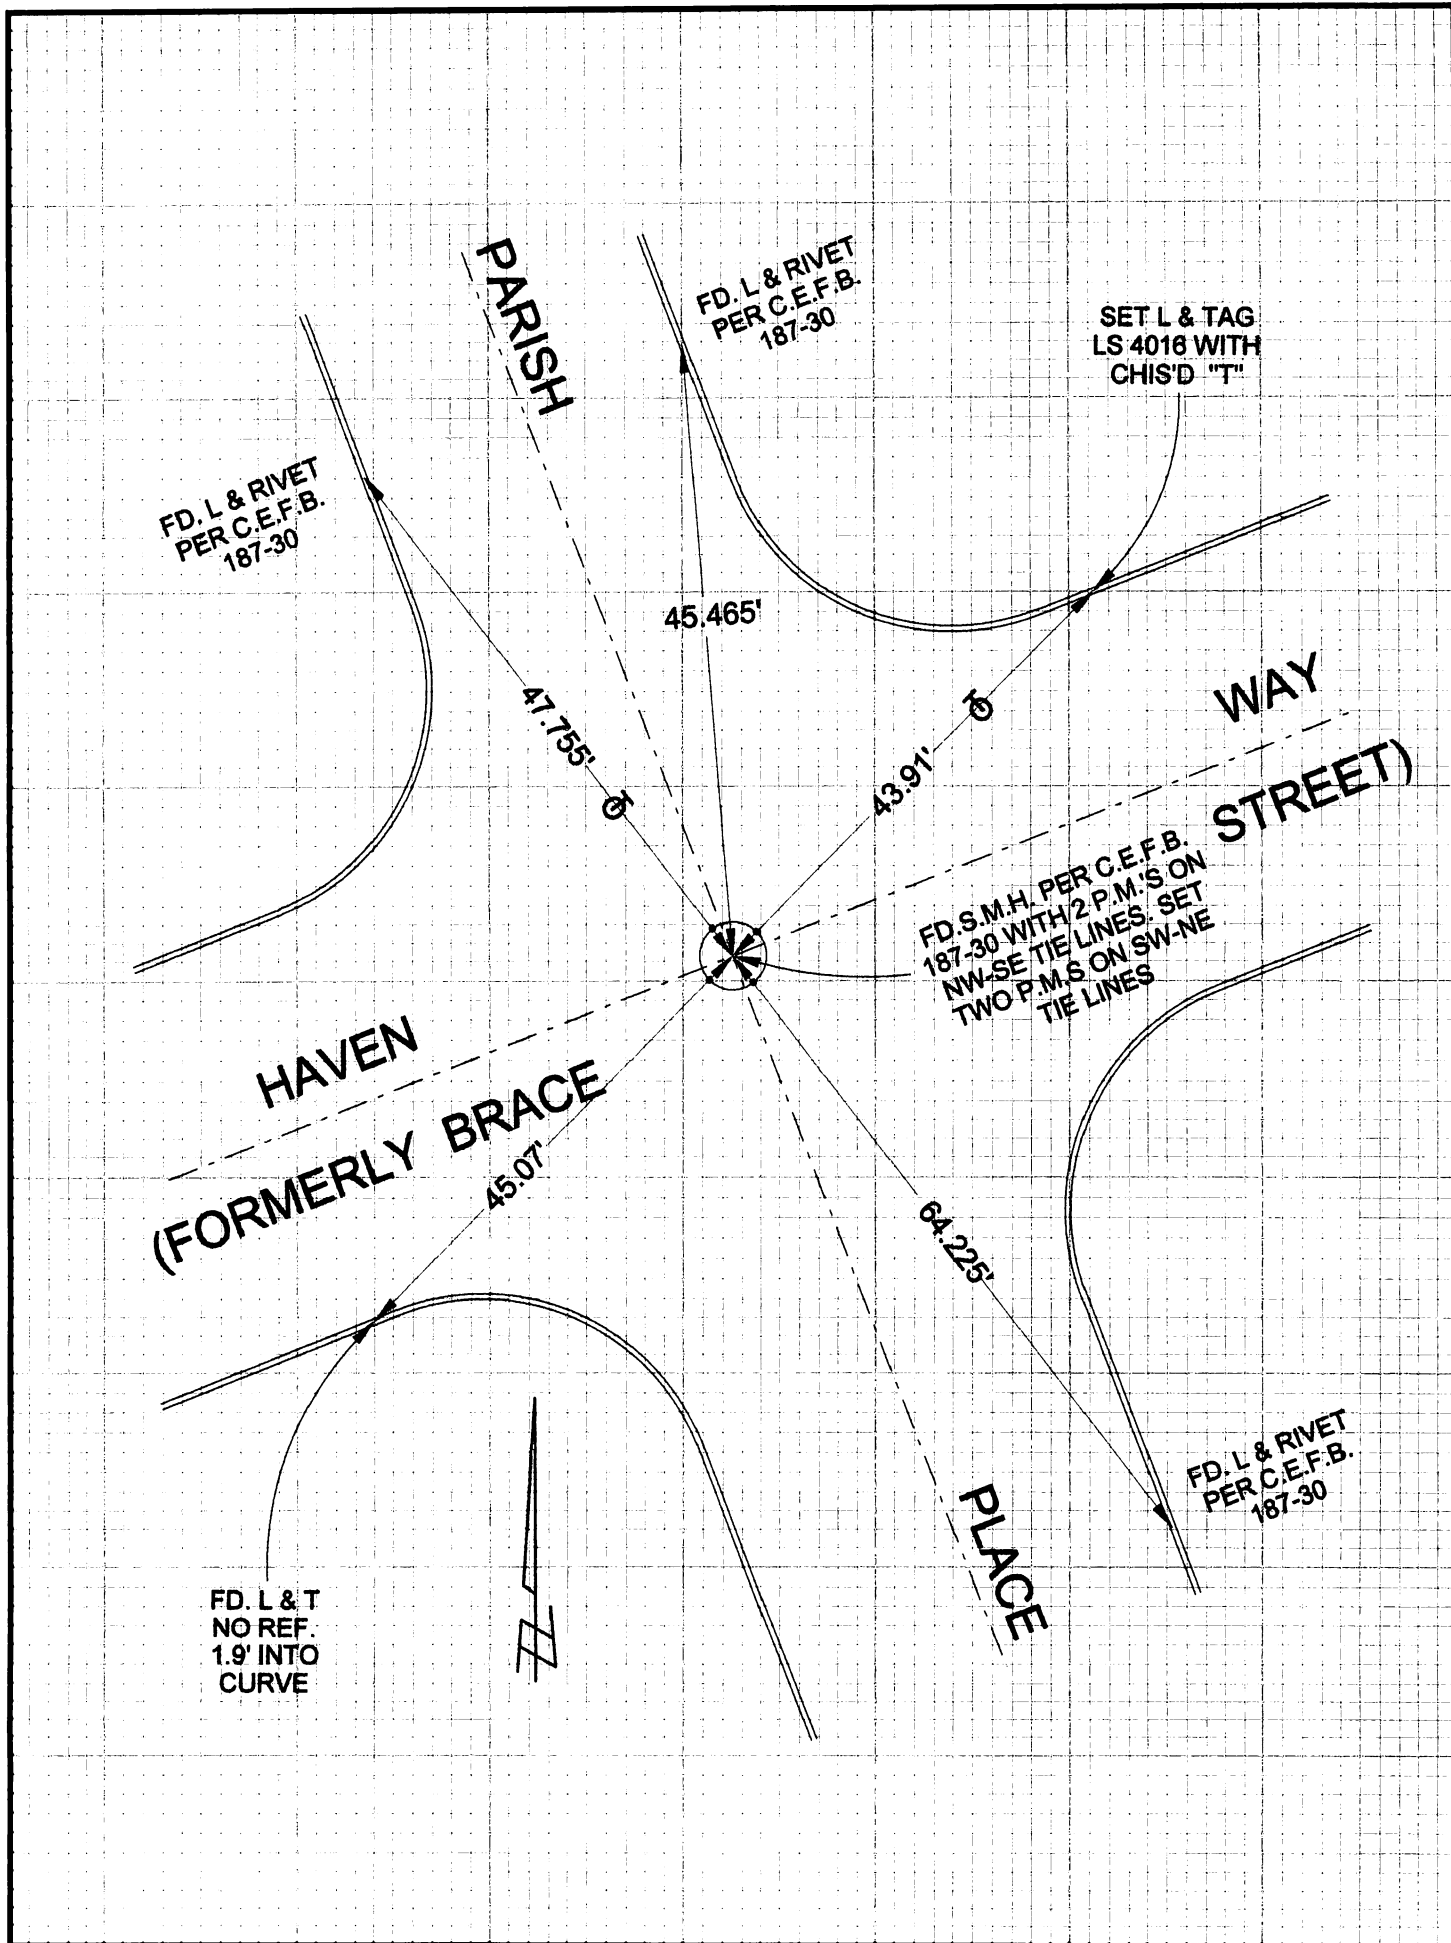 PARISH
FD. L & RIVET
PER C.E.F.B.
187-30
SET L & TAG
LS 4016 WITH
CHIS'D "T"
FD. L & RIVET
PER C.E.F.B.
187-30
45.465'
47.755'
43.91'
WAY
STREET)
FD.S.M.H. PER C.E.F.B.
187-30 WITH 2 P.M.'S ON
NW-SE TIE LINES. SET
TWO P.M.S ON SW-NE
TIE LINES
HAVEN
(FORMERLY BRACE
45.07'
64.225'
FD. L & RIVET
PER C.E.F.B.
187-30
PLACE
FD. L & T
NO REF.
1.9' INTO
CURVE